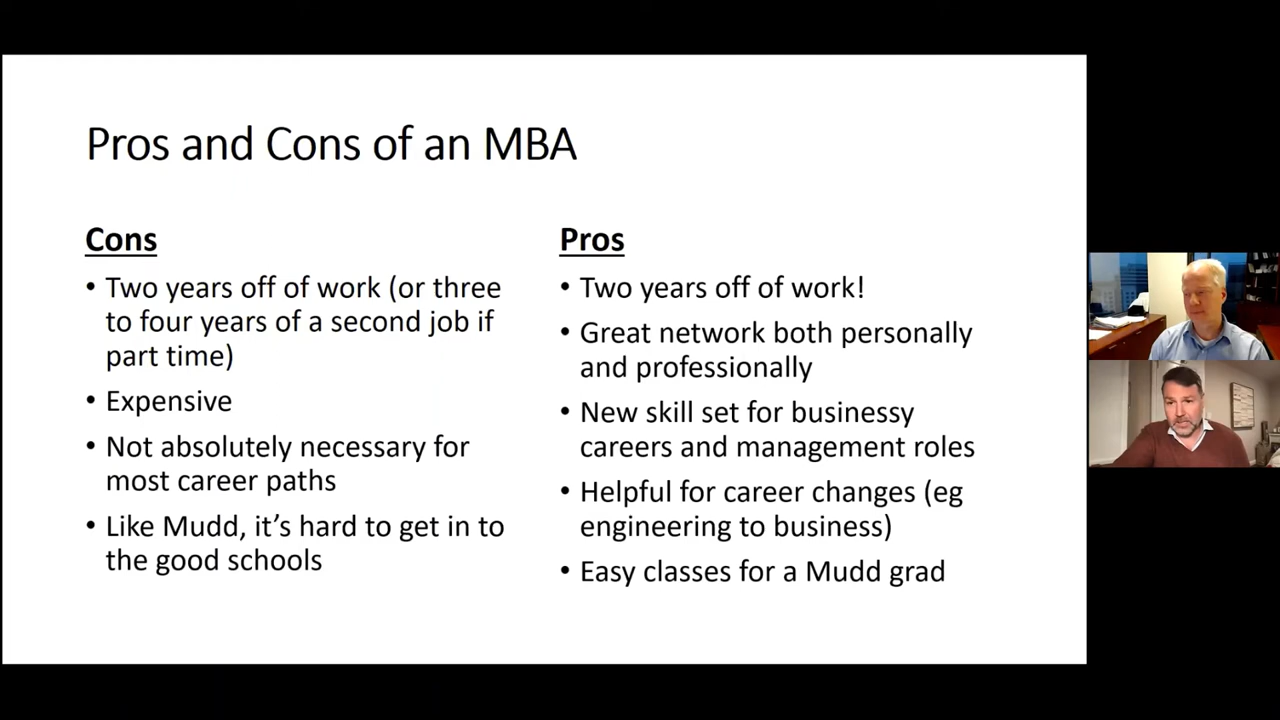 Pros and Cons of an MBA
Cons
• Two years off of work (or three
to four years of a second job if
part time)
• Expensive
• Not absolutely necessary for
most career paths
• Like Mudd, it’s hard to get in to
the good schools
Pros
• Two years off of work!
• Great network both personally
and professionally
• New skill set for businessy
careers and management roles
• Helpful for career changes (eg
engineering to business)
• Easy classes for a Mudd grad